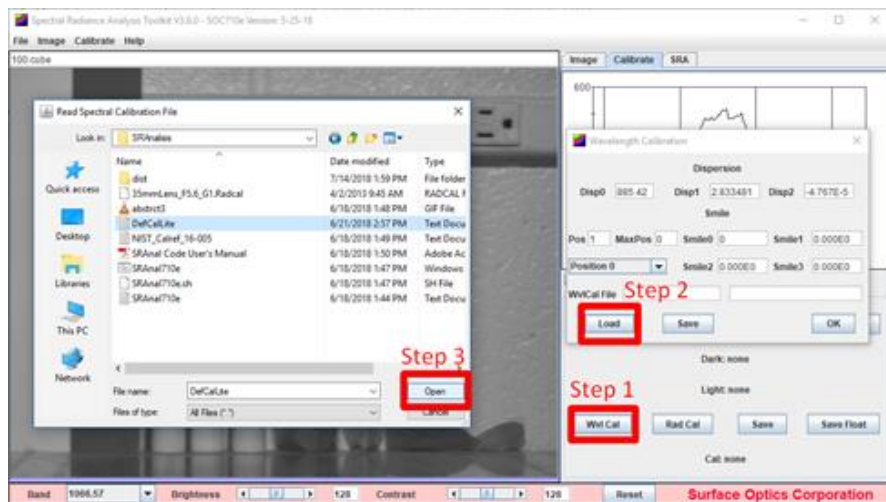 Spectral Radiance Analysis Toolkit V3.6.0 - SOC710e Version: 3-25-18
File Image Calibrate Help
100.cube
Image Calibrate SRA
600
Read Spectral Calibration File
Look in: SRAnalies
Name Date modified Type
dist 7/14/2018 1:59 PM File folder
35mmLens_F5.6_G1.Radcal 4/2/2013 9:45 AM RADCAL F
abstrct3 6/18/2018 1:48 PM GIF File
DefCalLite 6/21/2018 2:57 PM Text Docu
NIST_Calref_16-005 6/18/2018 1:49 PM Text Docu
SRAnal Code User's Manual 6/18/2018 1:50 PM Adobe Ac
SRAnal710e 6/18/2018 1:47 PM Windows
SRAnal710e.sh 6/18/2018 1:47 PM SH File
SRAnal710e 6/18/2018 1:44 PM Text Docu
Quick access
Desktop
Libraries
This PC
Network
Step 3
File name: DefCalLite Open
Files of type: All Files (*.*) Cancel
Wavelength Calibration
Dispersion
Disp0 885.42 Disp1 2.833481 Disp2 -4.767E-5
Smile
Pos 1 MaxPos 0 Smile0 0 Smile1 0.000E0
Position 0 Smile2 0.000E0 Smile3 0.000E0
WvlCal File
Step 2
Load Save OK
Dark: none
Step 1
Light: none
Wvl Cal Rad Cal Save Save Float
Cal: none
Band 1066.57 Brightness 128 Contrast 128 Reset Surface Optics Corporation